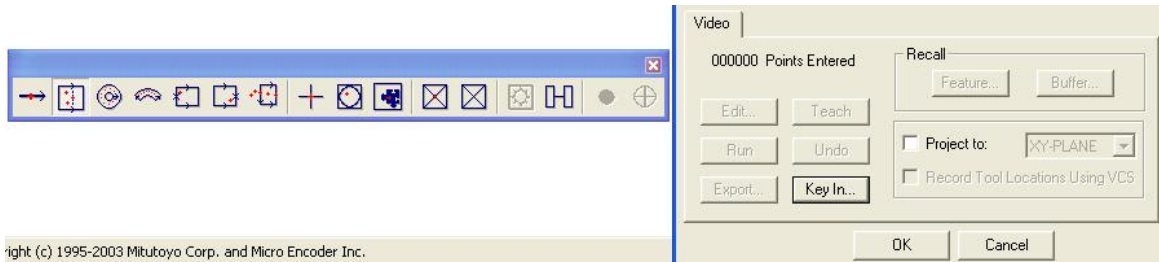 Video
000000 Points Entered
Recall
Feature...
Buffer...
Edit...
Teach
Run
Undo
Export...
Key In...
Project to:
XY-PLANE
Record Tool Locations Using VCS
OK
Cancel
right (c) 1995-2003 Mitutoyo Corp. and Micro Encoder Inc.